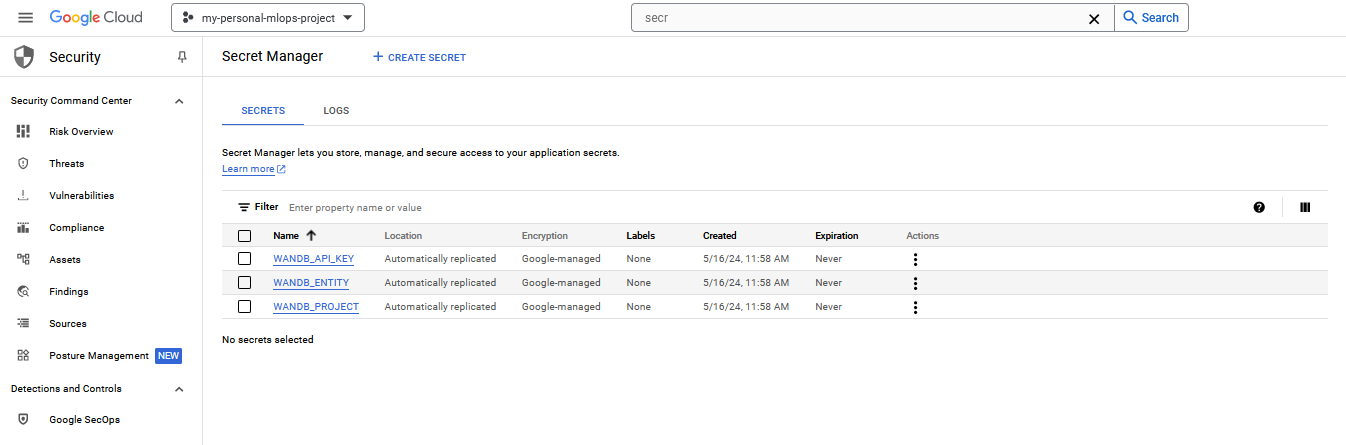 Google Cloud my-personal-mlops-project secr Search
Security Secret Manager CREATE SECRET
Security Command Center
Risk Overview
Threats
Vulnerabilities
Compliance
Assets
Findings
Sources
Posture Management NEW
Detections and Controls
Google SecOps
SECRETS LOGS
Secret Manager lets you store, manage, and secure access to your application secrets.
Learn more
Filter Enter property name or value
Name Location Encryption Labels Created Expiration Actions
WANDB_API_KEY Automatically replicated Google-managed None 5/16/24, 11:58 AM Never
WANDB_ENTITY Automatically replicated Google-managed None 5/16/24, 11:58 AM Never
WANDB_PROJECT Automatically replicated Google-managed None 5/16/24, 11:58 AM Never
No secrets selected